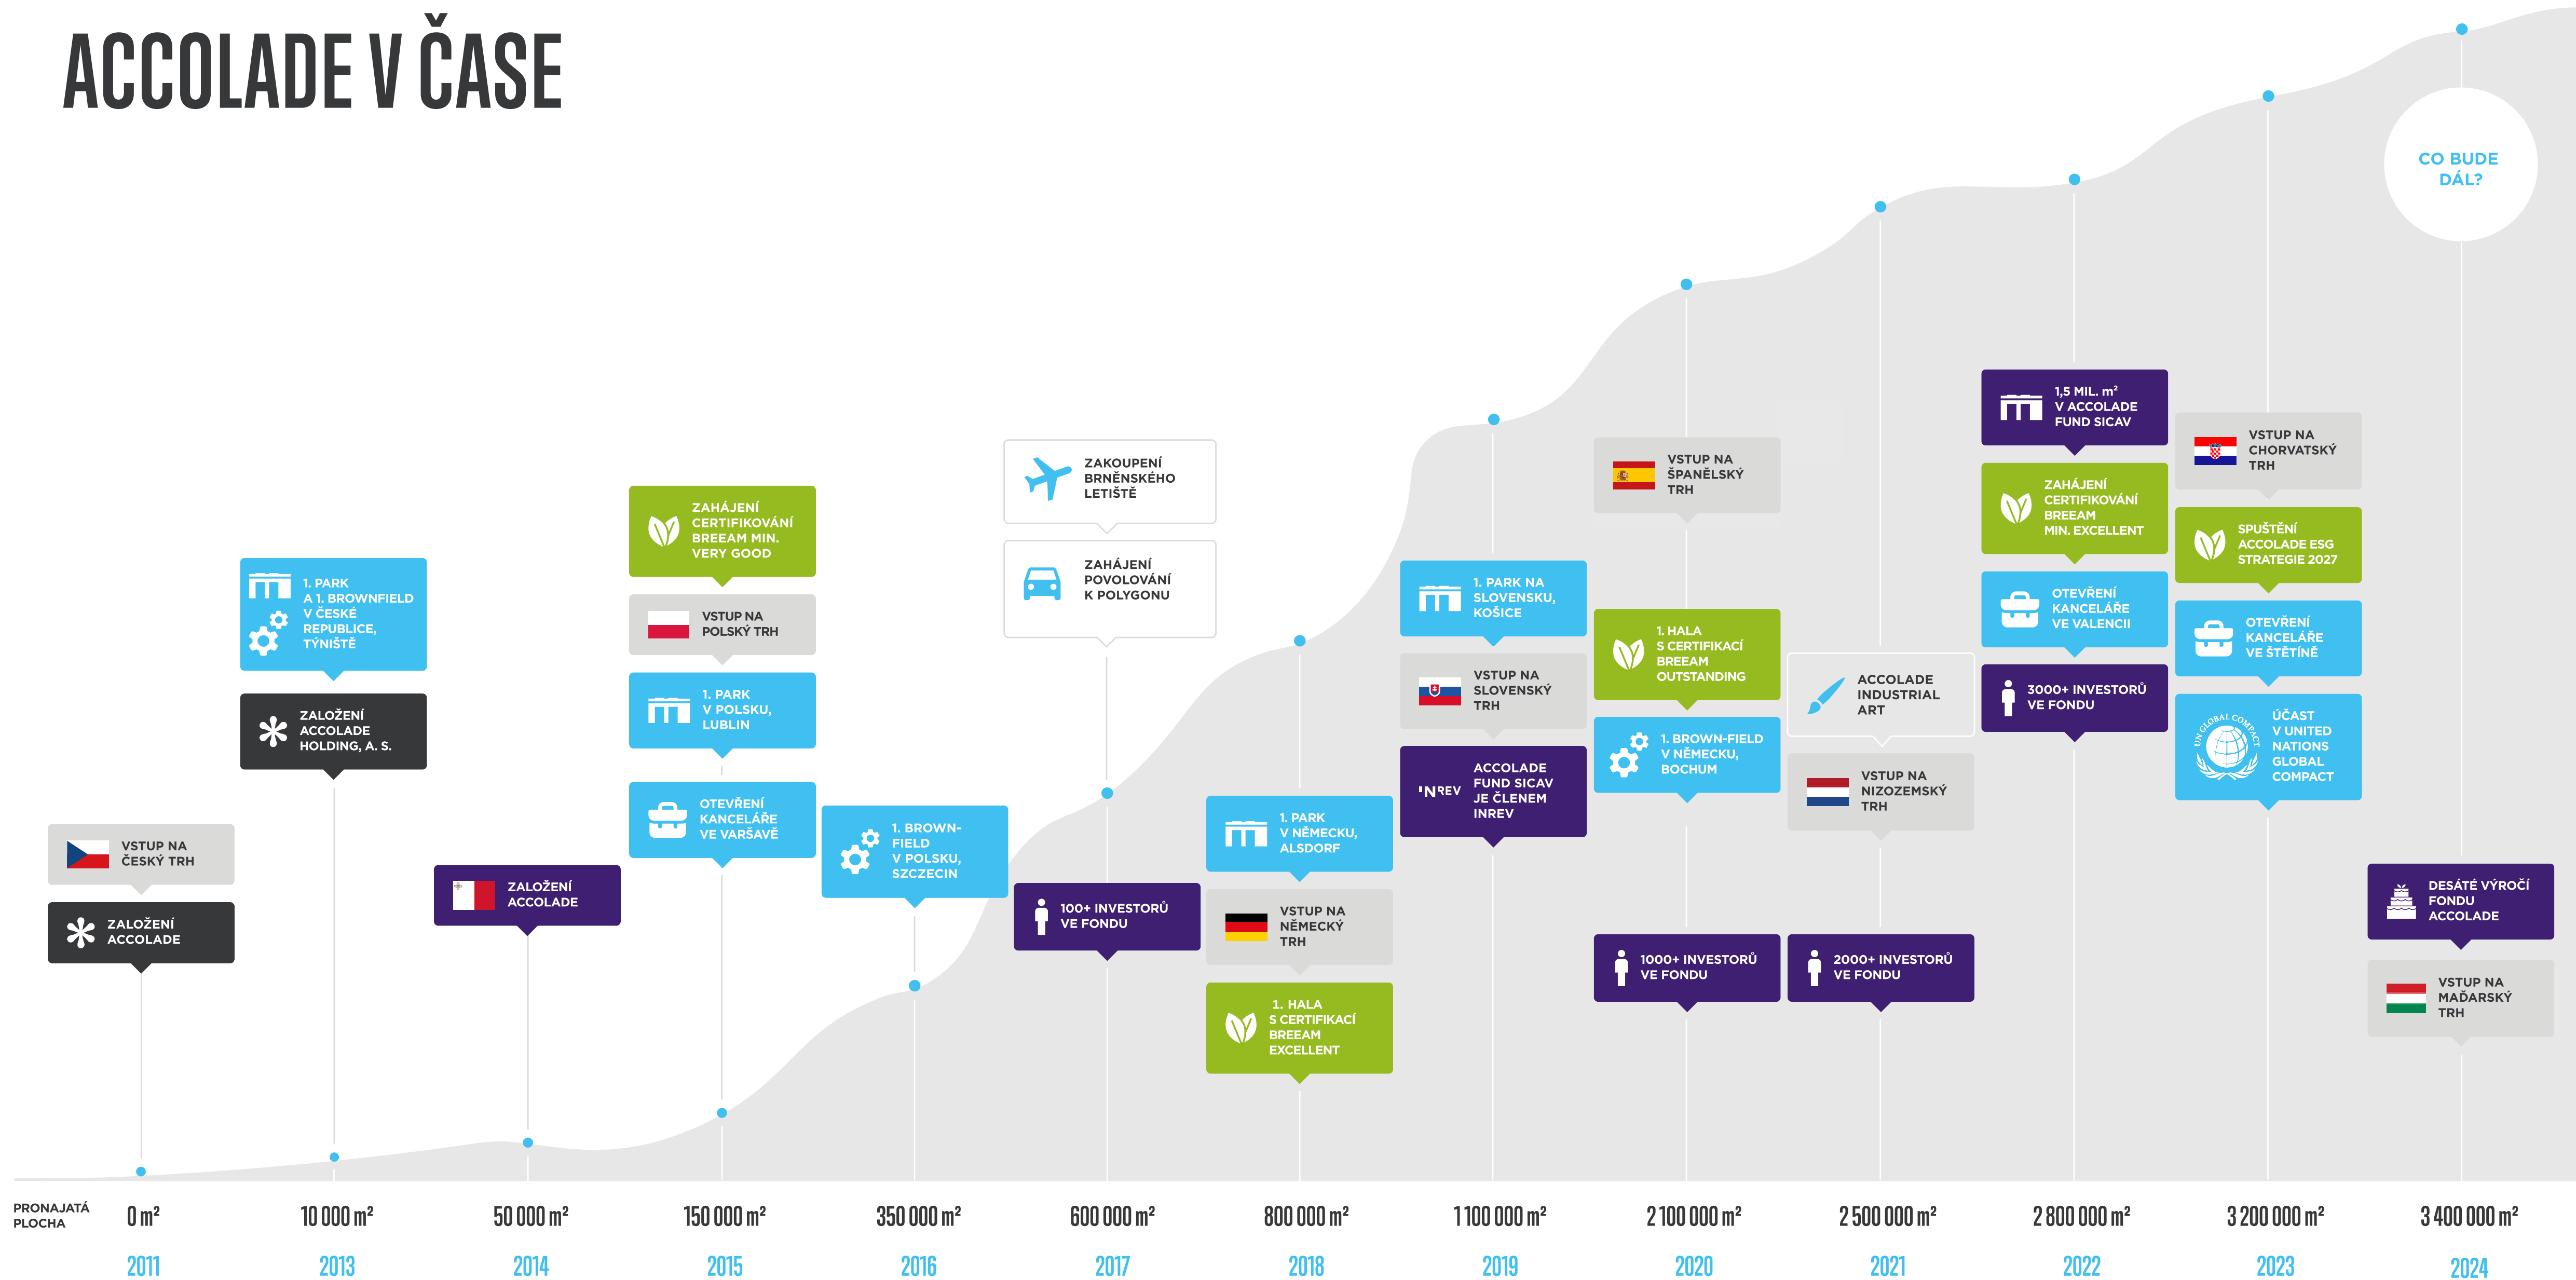 ACCOLADE V ČASE
VSTUP NA
ČESKÝ TRH
ZALOŽENÍ
ACCOLADE
1. PARK
A 1. BROWNFIELD
V ČESKÉ
REPUBLICE,
TÝNIŠTĚ
ZALOŽENÍ
ACCOLADE
HOLDING, A. S.
ZALOŽENÍ
ACCOLADE
ZAHÁJENÍ
CERTIFIKOVÁNÍ
BREEAM MIN.
VERY GOOD
VSTUP NA
POLSKÝ TRH
1. PARK
V POLSKU,
LUBLIN
OTEVŘENÍ
KANCELÁŘE
VE VARŠAVĚ
1. BROWN-
FIELD
V POLSKU,
SZCZECIN
ZAKOUPENÍ
BRNĚNSKÉHO
LETIŠTĚ
ZAHÁJENÍ
POVOLOVÁNÍ
K POLYGONU
100+ INVESTORŮ
VE FONDU
1. PARK
V NĚMECKU,
ALSDORF
VSTUP NA
NĚMECKÝ
TRH
1. HALA
S CERTIFIKACÍ
BREEAM
EXCELLENT
1. PARK NA
SLOVENSKU,
KOŠICE
VSTUP NA
SLOVENSKÝ
TRH
INREV
ACCOLADE
FUND SICAV
JE ČLENEM
INREV
VSTUP NA
ŠPANĚLSKÝ
TRH
1. HALA
S CERTIFIKACÍ
BREEAM
OUTSTANDING
1. BROWN-FIELD
V NĚMECKU,
BOCHUM
1000+ INVESTORŮ
VE FONDU
ACCOLADE
INDUSTRIAL
ART
VSTUP NA
NIZOZEMSKÝ
TRH
2000+ INVESTORŮ
VE FONDU
1,5 MIL. m²
V ACCOLADE
FUND SICAV
ZAHÁJENÍ
CERTIFIKOVÁNÍ
BREEAM
MIN. EXCELLENT
OTEVŘENÍ
KANCELÁŘE
VE VALENCII
3000+ INVESTORŮ
VE FONDU
VSTUP NA
CHORVATSKÝ
TRH
SPUŠTĚNÍ
ACCOLADE ESG
STRATEGIE 2027
OTEVŘENÍ
KANCELÁŘE
VE ŠTĚTÍNĚ
UN GLOBAL COMPACT
ÚČAST
V UNITED
NATIONS
GLOBAL
COMPACT
CO BUDE
DÁL?
DESÁTÉ VÝROČÍ
FONDU
ACCOLADE
VSTUP NA
MAĎARSKÝ
TRH
PRONAJATÁ
PLOCHA
0 m² 10 000 m² 50 000 m² 150 000 m² 350 000 m² 600 000 m² 800 000 m² 1 100 000 m² 2 100 000 m² 2 500 000 m² 2 800 000 m² 3 200 000 m² 3 400 000 m²
2011 2013 2014 2015 2016 2017 2018 2019 2020 2021 2022 2023 2024